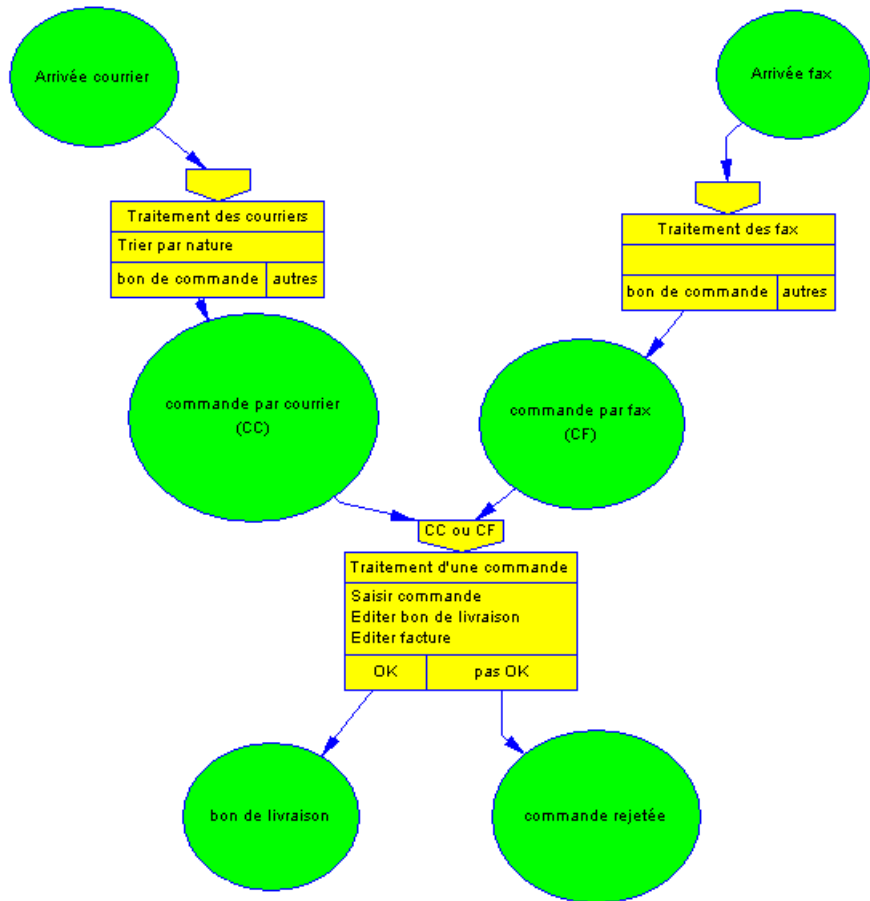 Arrivée courrier
Arrivée fax
Traitement des courriers
Trier par nature
bon de commande autres
Traitement des fax
bon de commande autres
commande par courrier
(CC)
commande par fax
(CF)
CC ou CF
Traitement d'une commande
Saisir commande
Editer bon de livraison
Editer facture
OK pas OK
bon de livraison
commande rejetée